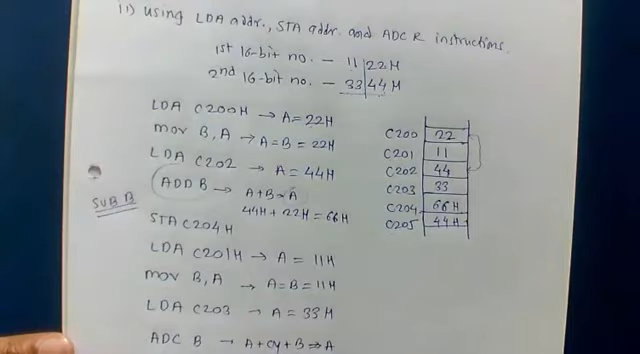 ii) Using LDA addr., STA addr. and ADC R instructions.
1st 16-bit no. - 11 22H
2nd 16-bit no. - 33 44H
LDA C200H → A=22H
mov B, A → A=B=22H
LDA C202 → A=44H
ADD B → A+B→A
44H+22H=66H
SUB B
STA C204H
LDA C201H → A = 11H
mov B, A → A=B=11H
LDA C203 → A=33H
ADC B → A+CY+B⇒A
C200 22
C201 11
C202 44
C203 33
C204 66H
C205 44H